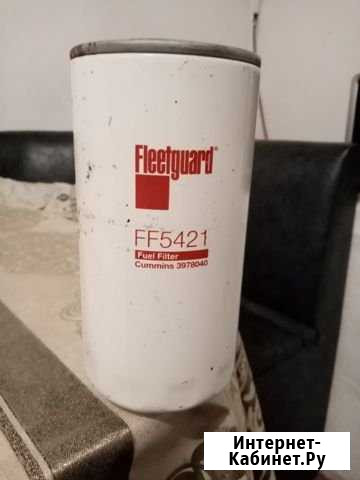 Fleetguard®
FF5421
Fuel Filter
Cummins 3978040
Интернет-
Кабинет.Ру